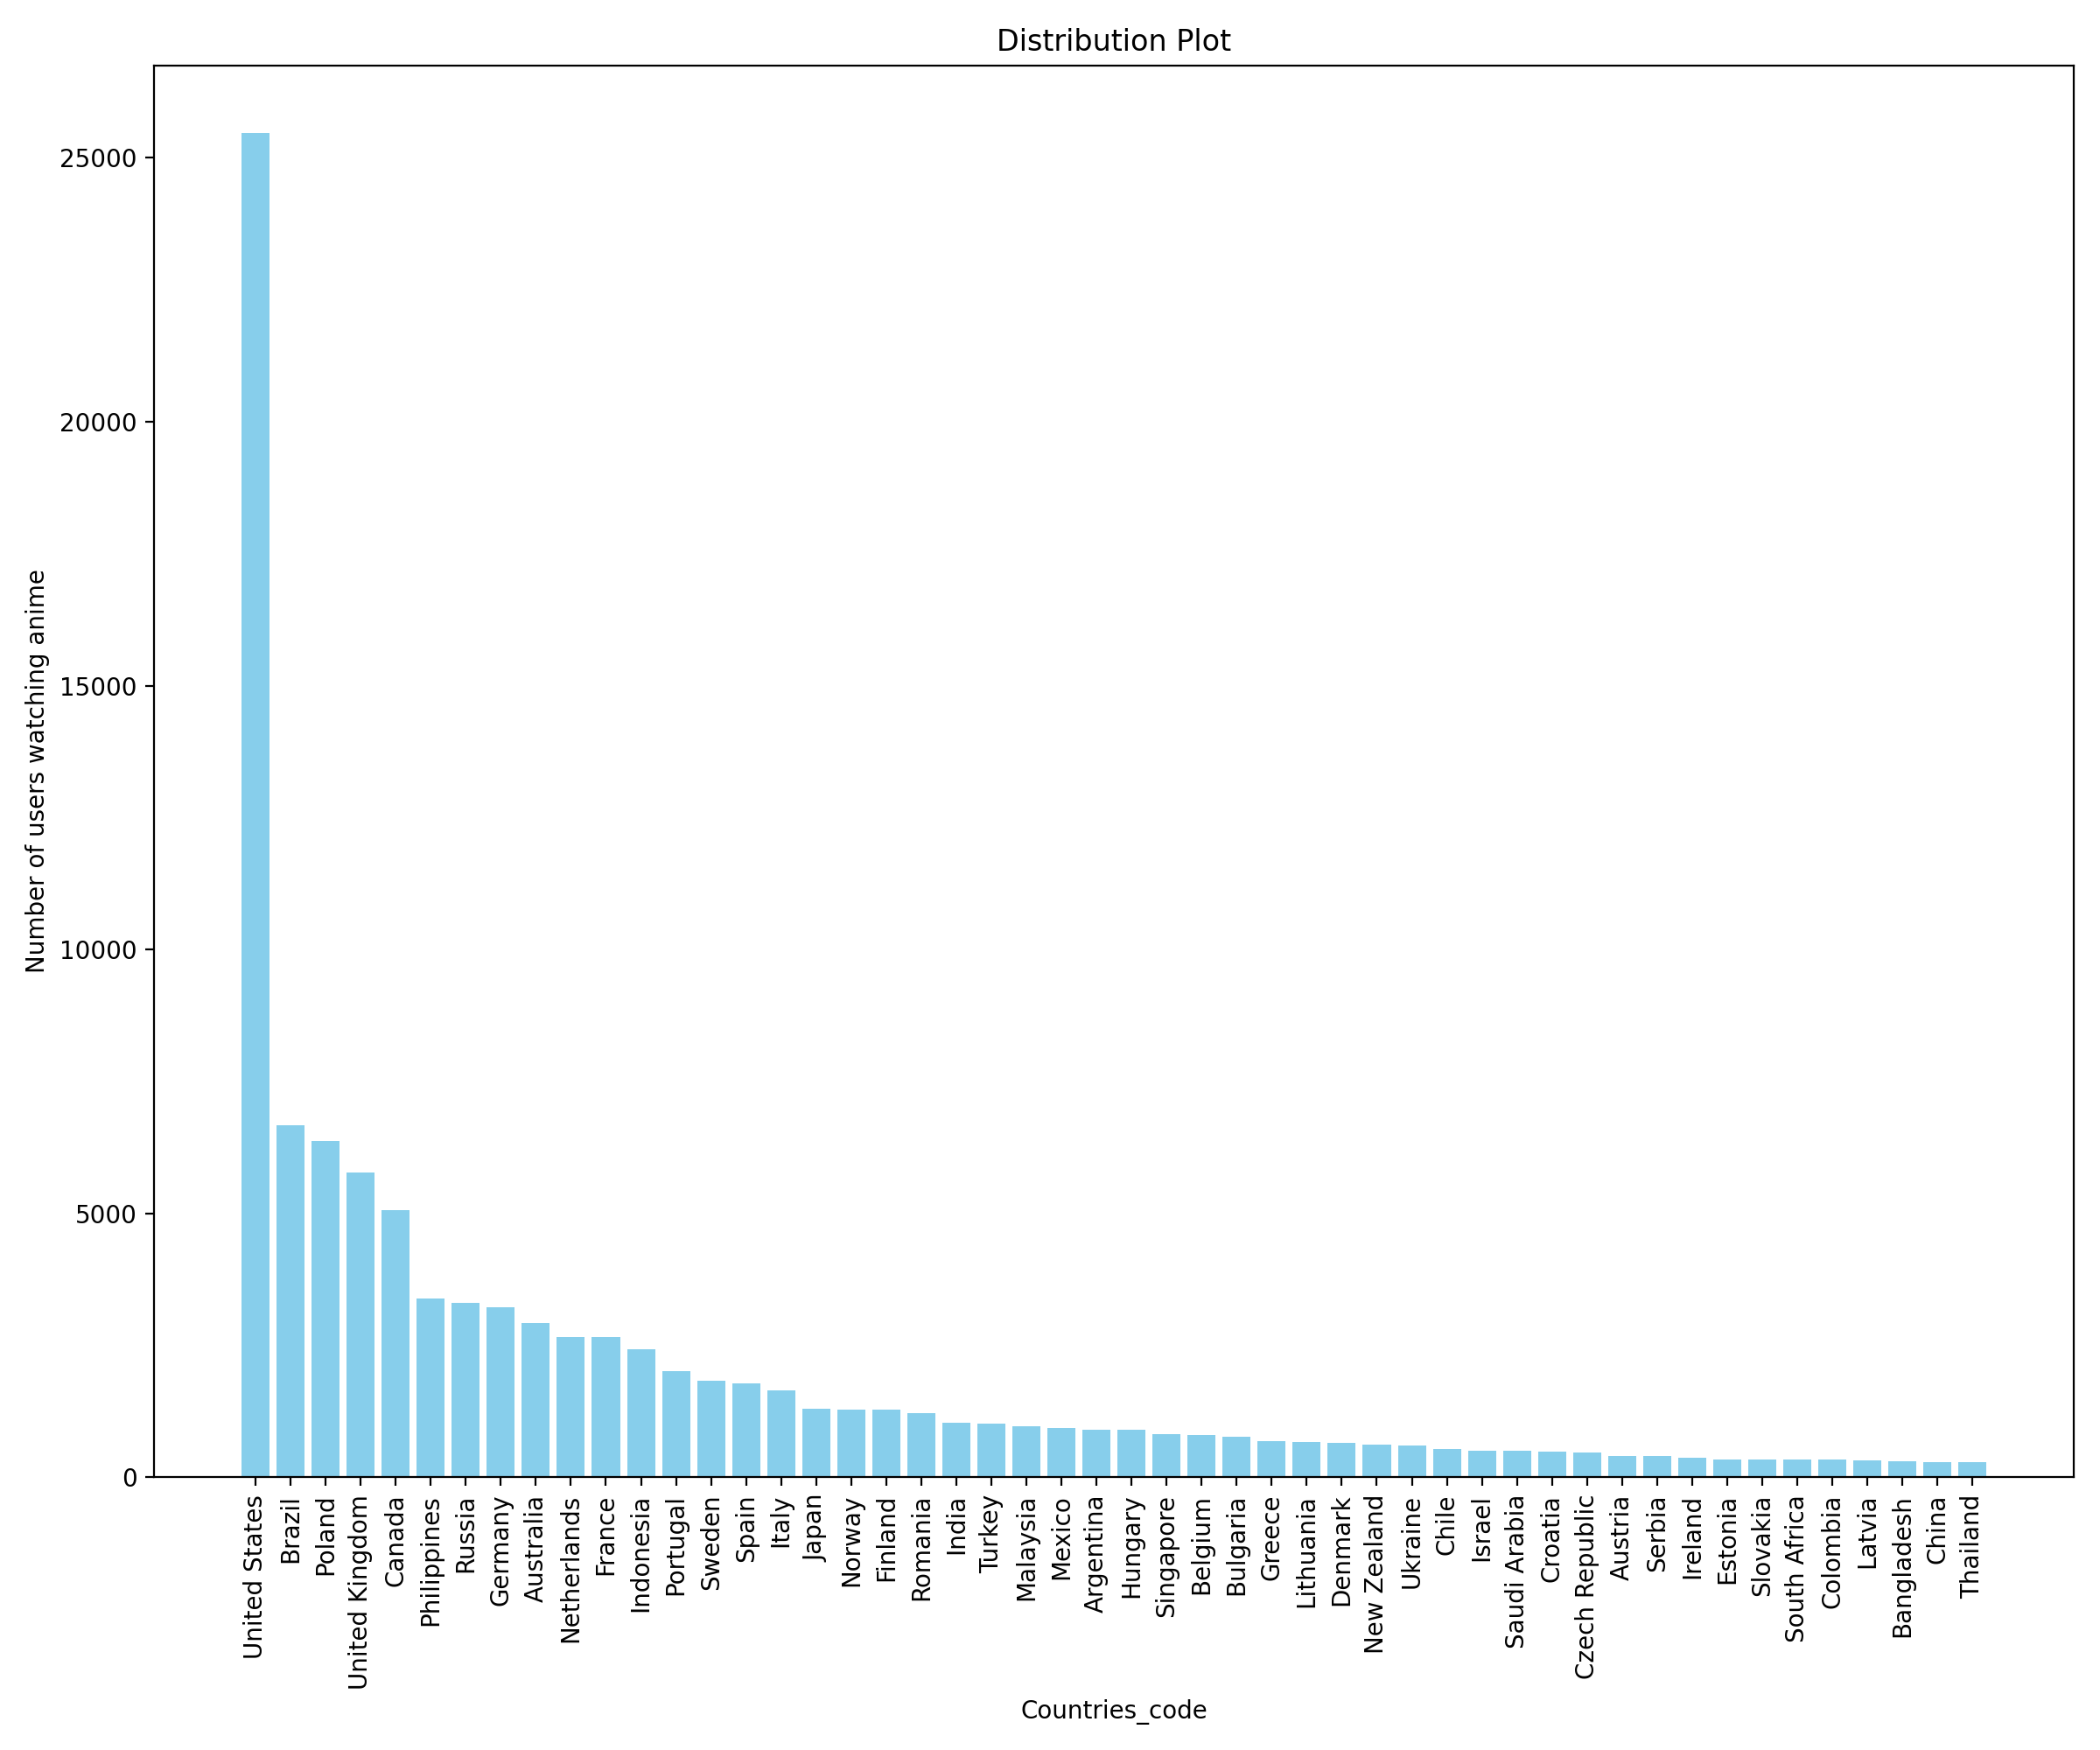 Distribution Plot
Number of users watching anime
25000
20000
15000
10000
5000
0
United States
Brazil
Poland
United Kingdom
Canada
Philippines
Russia
Germany
Australia
Netherlands
France
Indonesia
Portugal
Sweden
Spain
Italy
Japan
Norway
Finland
Romania
India
Turkey
Malaysia
Mexico
Argentina
Hungary
Singapore
Belgium
Bulgaria
Greece
Lithuania
Denmark
New Zealand
Ukraine
Chile
Israel
Saudi Arabia
Croatia
Czech Republic
Austria
Serbia
Ireland
Estonia
Slovakia
South Africa
Colombia
Latvia
Bangladesh
China
Thailand
Countries_code